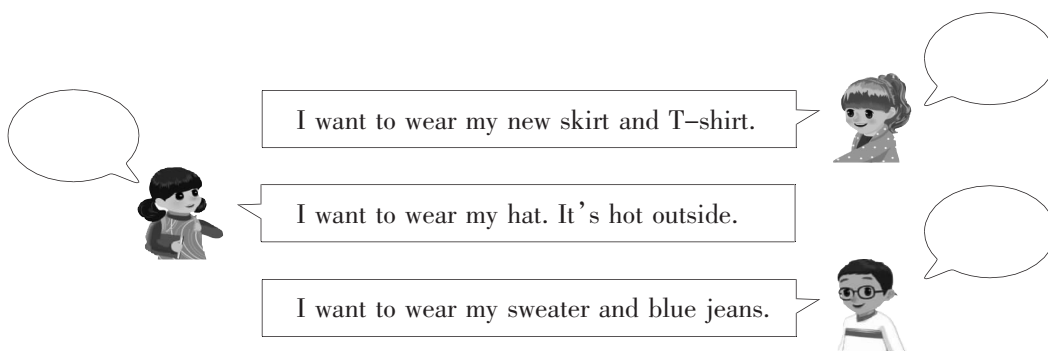 I want to wear my new skirt and T–shirt.
I want to wear my hat. It’s hot outside.
I want to wear my sweater and blue jeans.